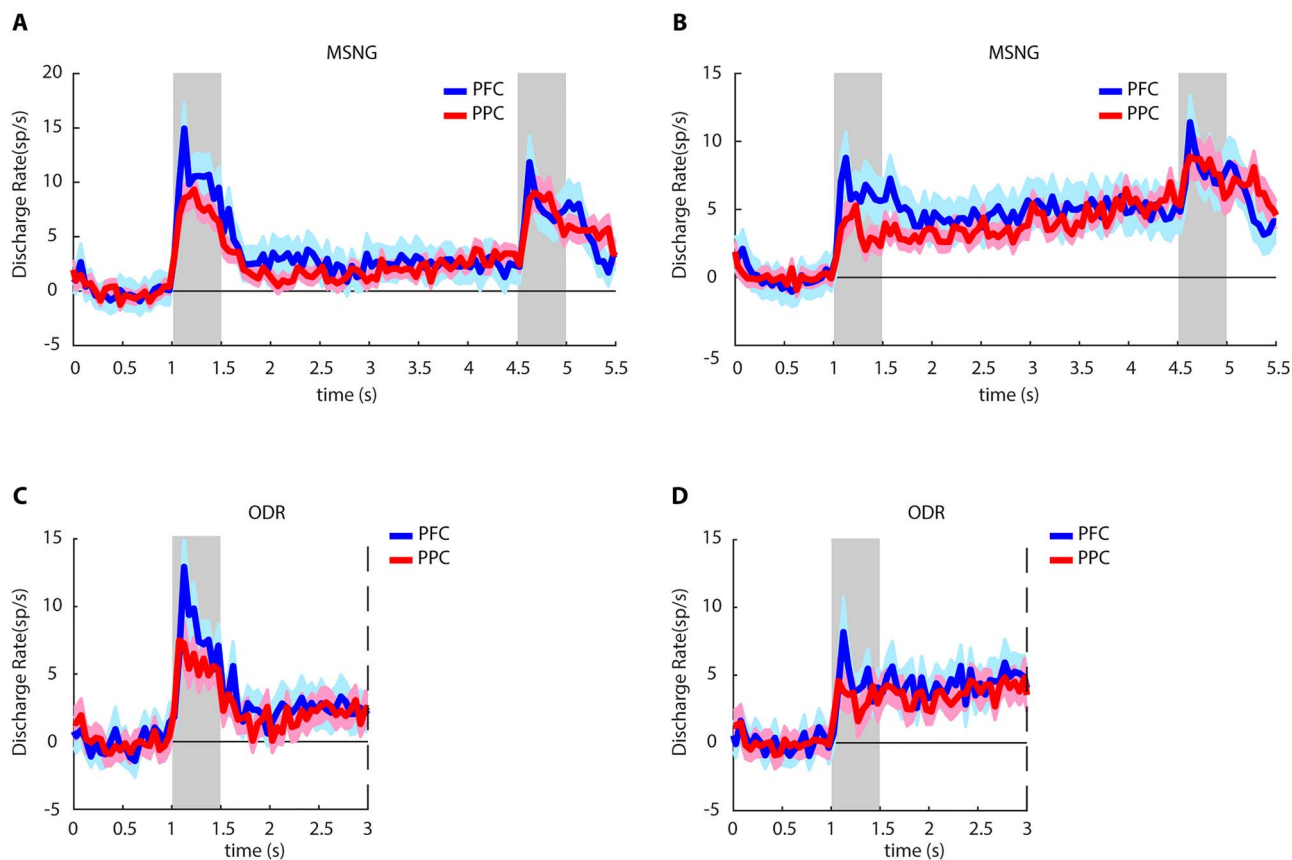 A
MSNG
PFC
PPC
Discharge Rate(sp/s)
20
15
10
5
0
-5
0 0.5 1 1.5 2 2.5 3 3.5 4 4.5 5 5.5
time (s)
B
MSNG
PFC
PPC
Discharge Rate(sp/s)
15
10
5
0
-5
0 0.5 1 1.5 2 2.5 3 3.5 4 4.5 5 5.5
time (s)
C
ODR
PFC
PPC
Discharge Rate(sp/s)
15
10
5
0
-5
0 0.5 1 1.5 2 2.5 3
time (s)
D
ODR
PFC
PPC
Discharge Rate(sp/s)
15
10
5
0
-5
0 0.5 1 1.5 2 2.5 3
time (s)